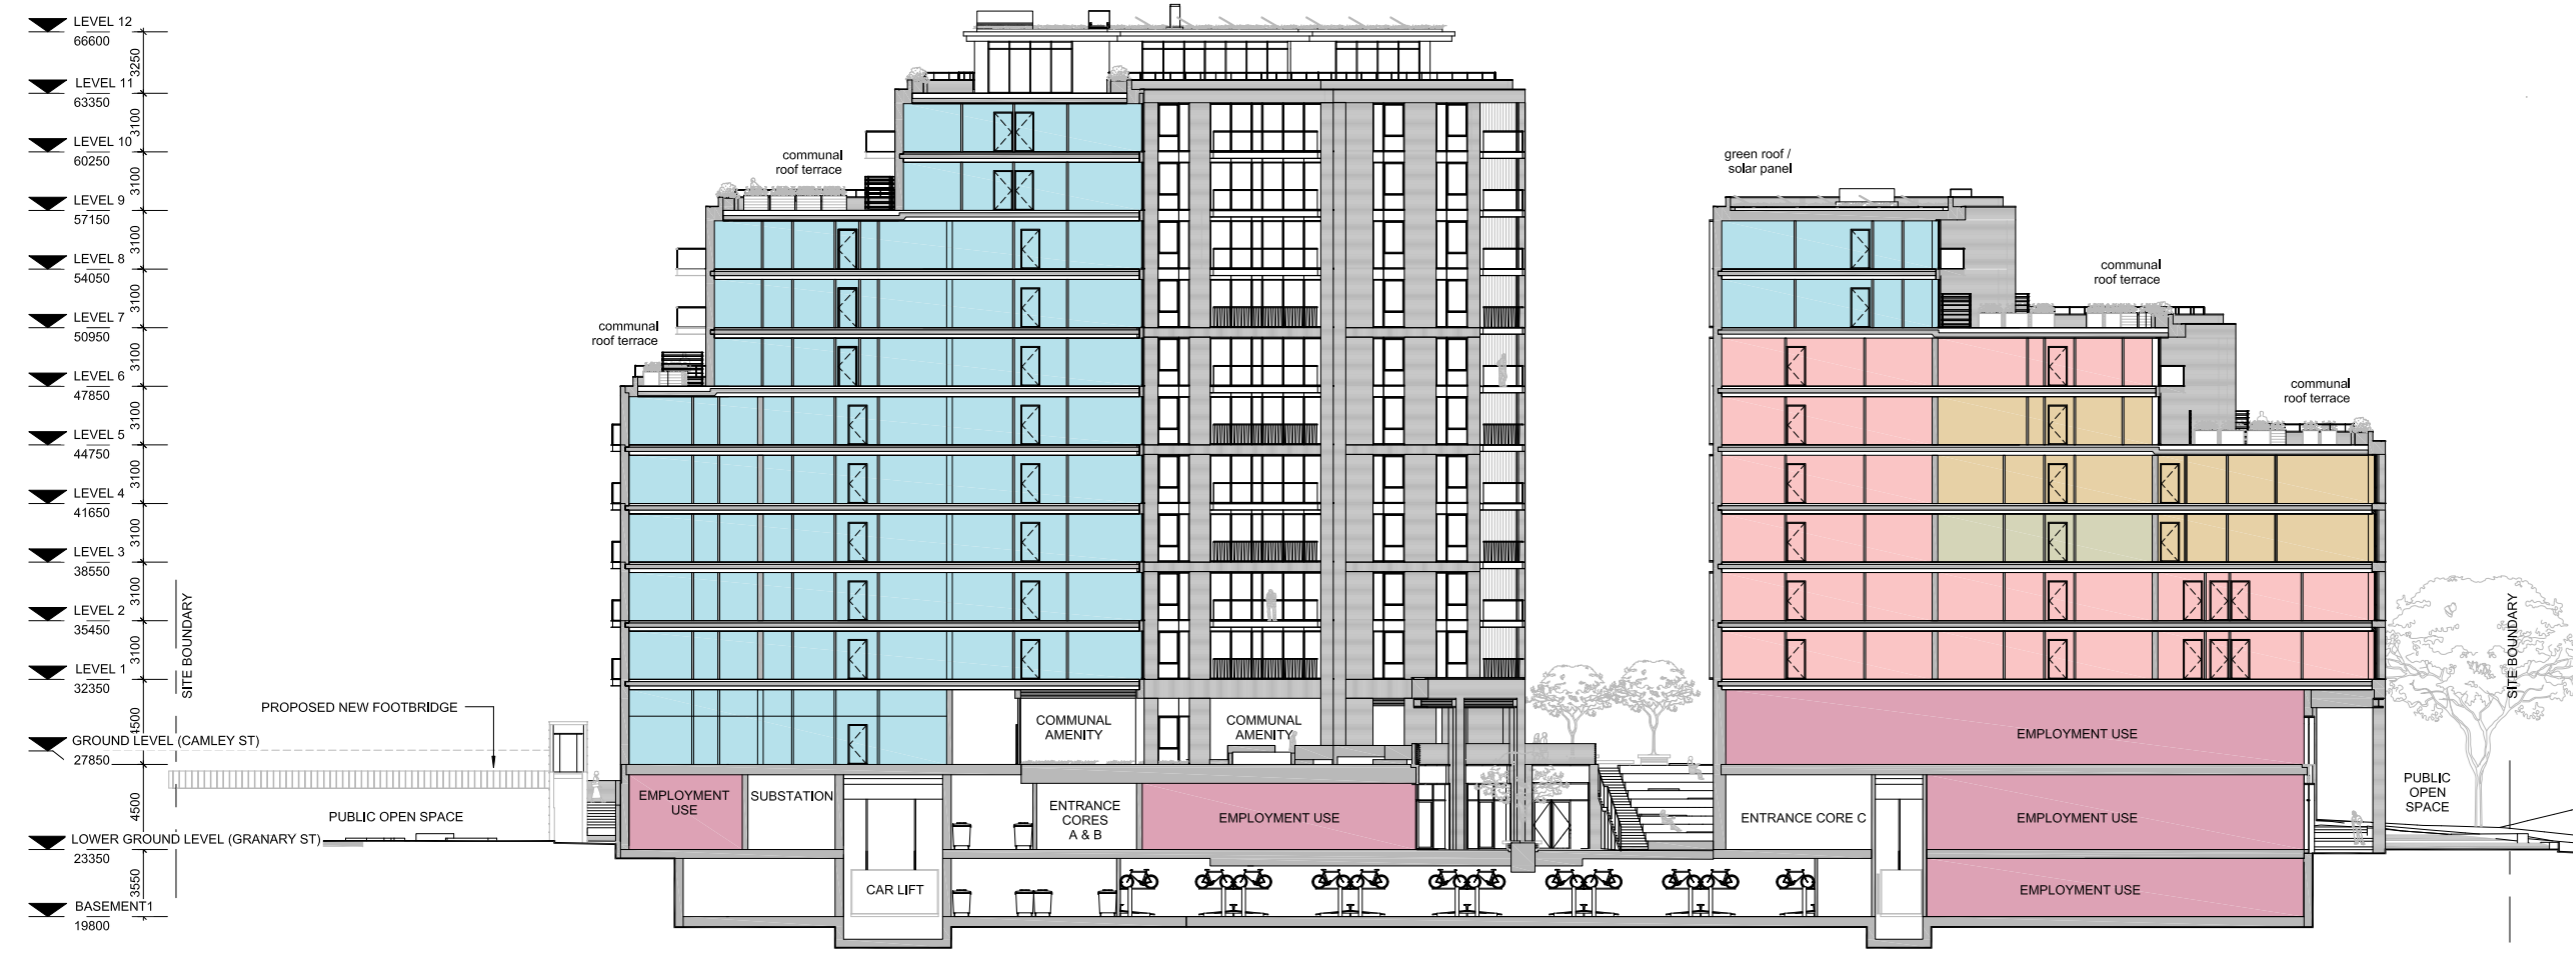 LEVEL 12
66600
3250
LEVEL 11
63350
3100
LEVEL 10
60250
3100
LEVEL 9
57150
3100
LEVEL 8
54050
3100
LEVEL 7
50950
3100
LEVEL 6
47850
3100
LEVEL 5
44750
3100
LEVEL 4
41650
3100
LEVEL 3
38550
3100
LEVEL 2
35450
3100
LEVEL 1
32350
4500
GROUND LEVEL (CAMLEY ST)
27850
4500
LOWER GROUND LEVEL (GRANARY ST)
23350
3550
BASEMENT1
19800
SITE BOUNDARY
PROPOSED NEW FOOTBRIDGE
PUBLIC OPEN SPACE
communal
roof terrace
communal
roof terrace
green roof /
solar panel
communal
roof terrace
communal
roof terrace
COMMUNAL
AMENITY
COMMUNAL
AMENITY
EMPLOYMENT USE
EMPLOYMENT
USE
SUBSTATION
ENTRANCE
CORES
A & B
EMPLOYMENT USE
ENTRANCE CORE C
EMPLOYMENT USE
CAR LIFT
EMPLOYMENT USE
PUBLIC
OPEN
SPACE
SITE BOUNDARY